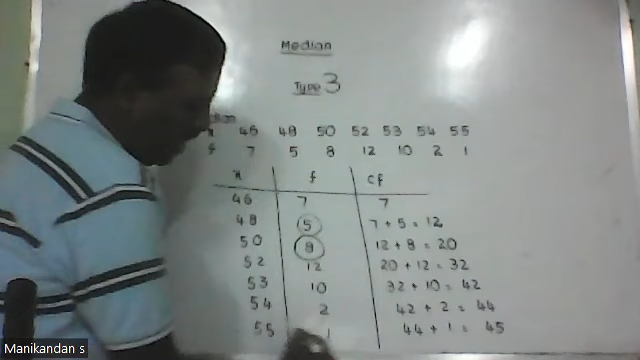 Median
Type 3
x 46 48 50 52 53 54 55
f 7 5 8 12 10 2 1
x f cf
46 7 7
48 5 7 + 5 = 12
50 8 12 + 8 = 20
52 12 20 + 12 = 32
53 10 32 + 10 = 42
54 2 42 + 2 = 44
55 1 44 + 1 = 45
Manikandan s